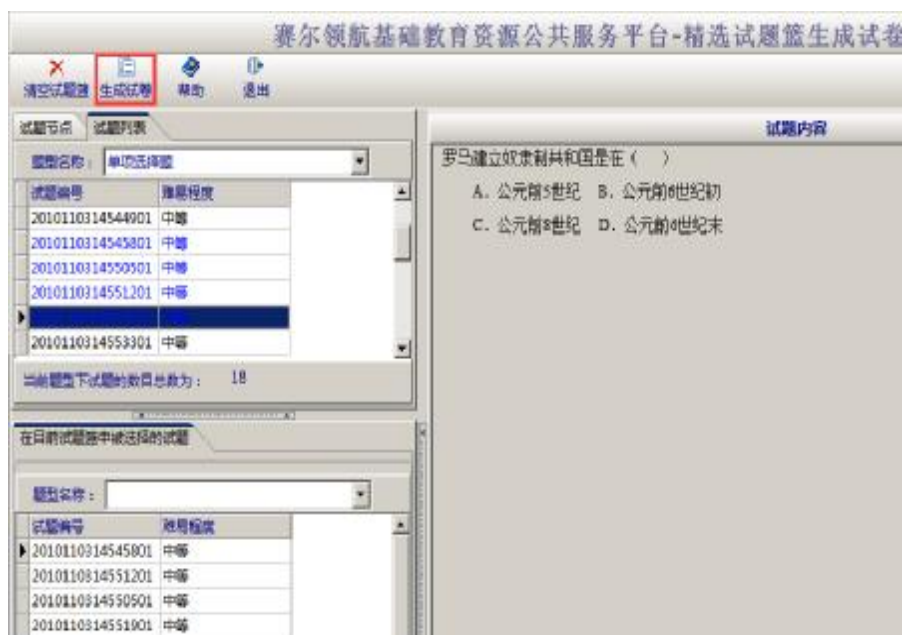 赛尔领航基础教育资源公共服务平台-精选试题篮生成试卷
清空试题篮 生成试卷 帮助 退出
试题节点 试题列表
试题内容
题型名称： 单项选择题
罗马建立奴隶制共和国是在（ ）
试题编号 难易程度
A. 公元前5世纪 B. 公元前6世纪初
2010110314544901 中等
C. 公元前8世纪 D. 公元前6世纪末
2010110314545801 中等
2010110314550501 中等
2010110314551201 中等
2010110314553301 中等
当前题型下试题的数目总数为： 18
在目前试题篮中被选择的试题
题型名称：
试题编号 难易程度
2010110314545801 中等
2010110314551201 中等
2010110314550501 中等
2010110314551901 中等